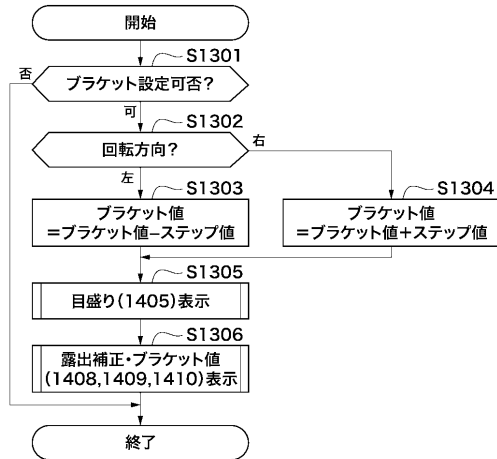 開始
S1301
ブラケット設定可否?
否
可
S1302
回転方向?
右
左
S1303
ブラケット値
=ブラケット値−ステップ値
S1304
ブラケット値
=ブラケット値+ステップ値
S1305
目盛り(1405)表示
S1306
露出補正・ブラケット値
(1408,1409,1410)表示
終了